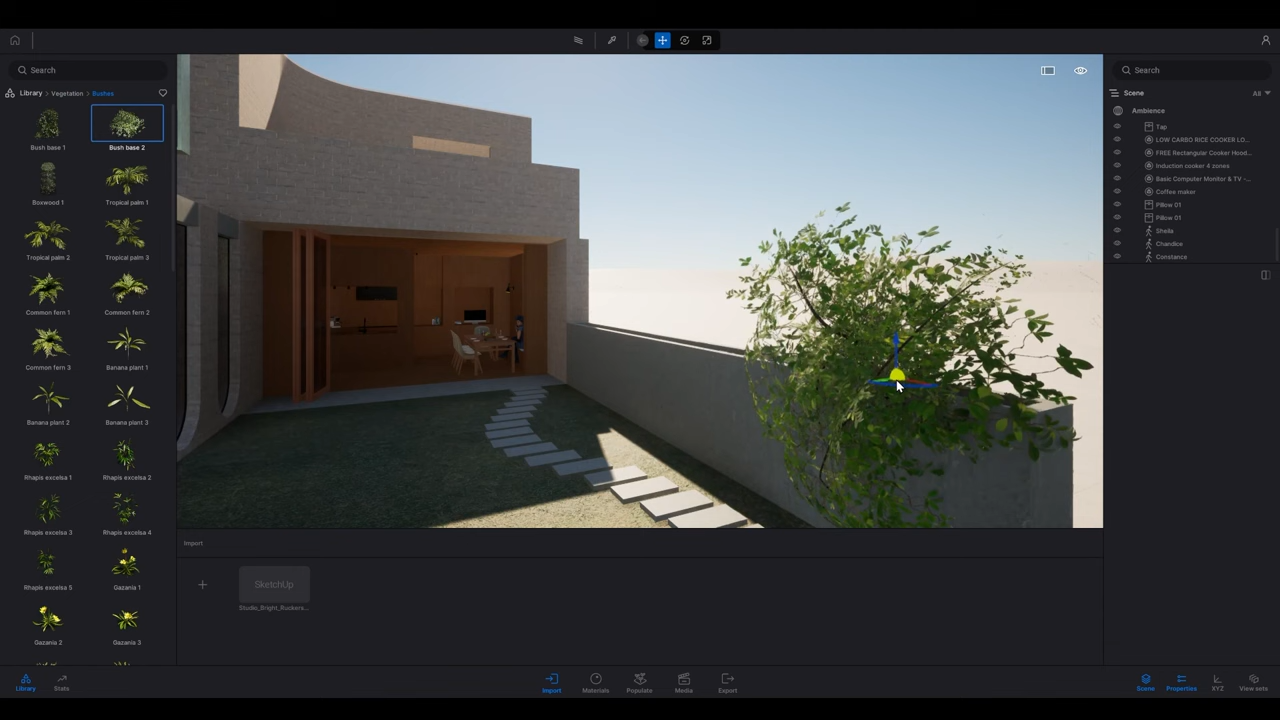 Search
Library > Vegetation > Bushes
Bush base 1
Bush base 2
Boxwood 1
Tropical palm 1
Tropical palm 2
Tropical palm 3
Common fern 1
Common fern 2
Common fern 3
Banana plant 1
Banana plant 2
Banana plant 3
Rhapis excelsa 1
Rhapis excelsa 2
Rhapis excelsa 3
Rhapis excelsa 4
Rhapis excelsa 5
Gazania 1
Gazania 2
Gazania 3
Import
SketchUp
Studio_Bright_Ruckers...
Search
Scene
All
Ambience
Tap
LOW CARBO RICE COOKER LO...
FREE Rectangular Cooker Hood...
Induction cooker 4 zones
Basic Computer Monitor & TV -...
Coffee maker
Pillow 01
Pillow 01
Sheila
Chandice
Constance
Library
Stats
Import
Materials
Populate
Media
Export
Scene
Properties
XYZ
View sets